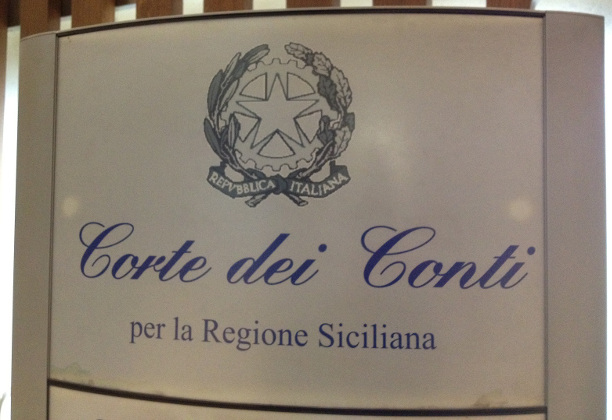 REPVBBLICA ITALIANA
Corte dei Conti
per la Regione Siciliana